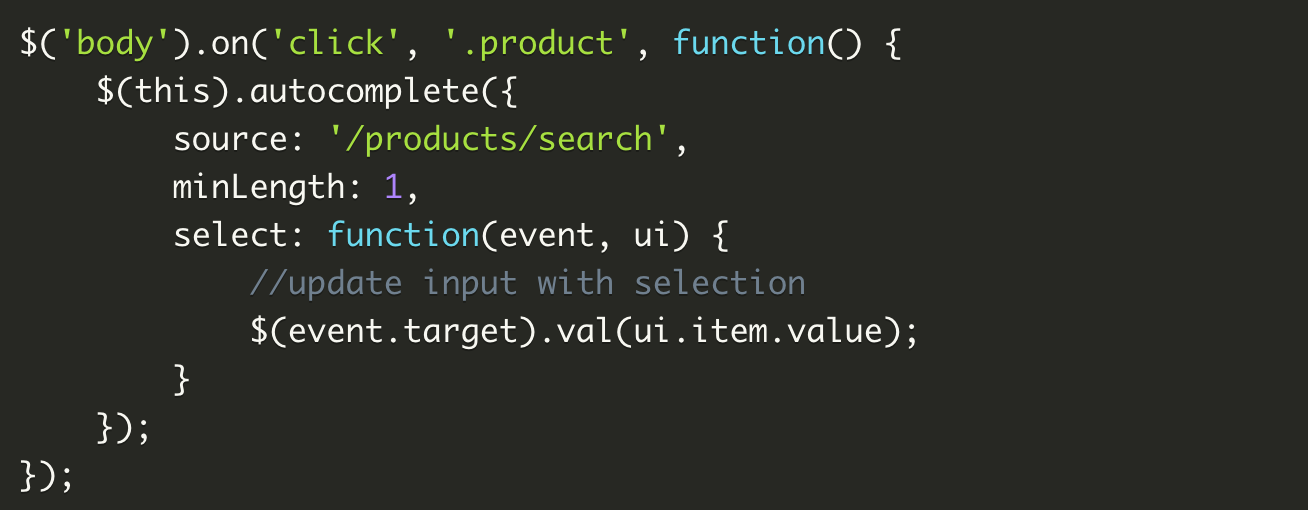 $('body').on('click', '.product', function() {
    $(this).autocomplete({
        source: '/products/search',
        minLength: 1,
        select: function(event, ui) {
            //update input with selection
            $(event.target).val(ui.item.value);
        }
    });
});